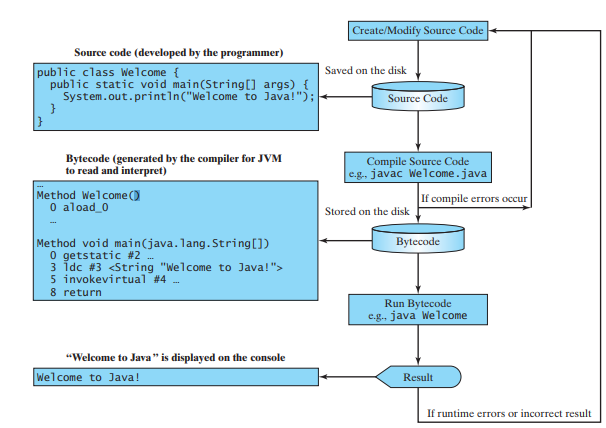 Create/Modify Source Code
Source code (developed by the programmer)
Saved on the disk
public class Welcome {
public static void main(String[] args) {
System.out.println("Welcome to Java!");
}
}
Source Code
Bytecode (generated by the compiler for JVM
to read and interpret)
Compile Source Code
e.g., javac Welcome.java
…
Method Welcome()
0 aload_0
…
Method void main(java.lang.String[])
0 getstatic #2 …
3 ldc #3 <String "Welcome to Java!">
5 invokevirtual #4 …
8 return
If compile errors occur
Stored on the disk
Bytecode
Run Bytecode
e.g., java Welcome
“Welcome to Java” is displayed on the console
Welcome to Java!
Result
If runtime errors or incorrect result